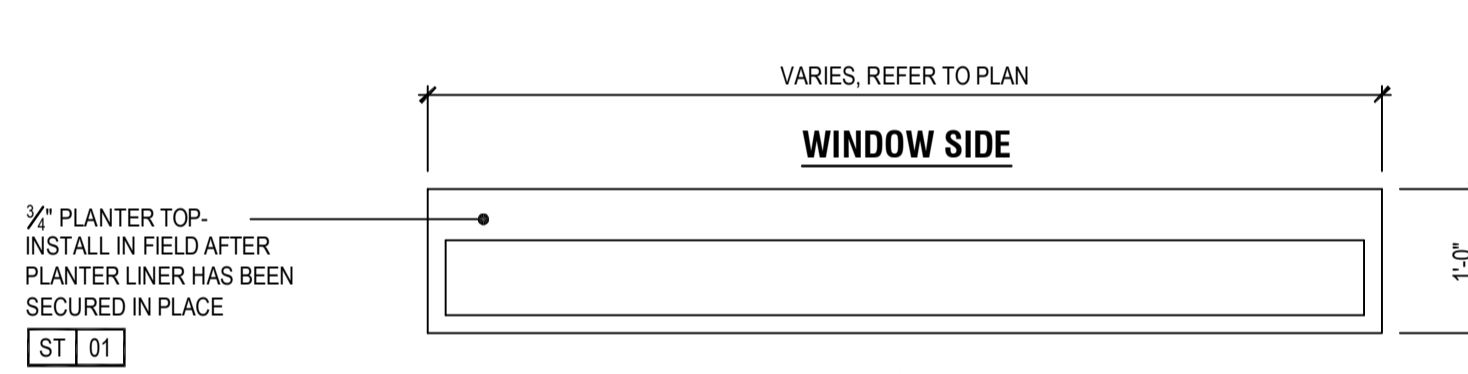 VARIES, REFER TO PLAN
WINDOW SIDE
¾" PLANTER TOP-
INSTALL IN FIELD AFTER
PLANTER LINER HAS BEEN
SECURED IN PLACE
ST 01
1'-0"